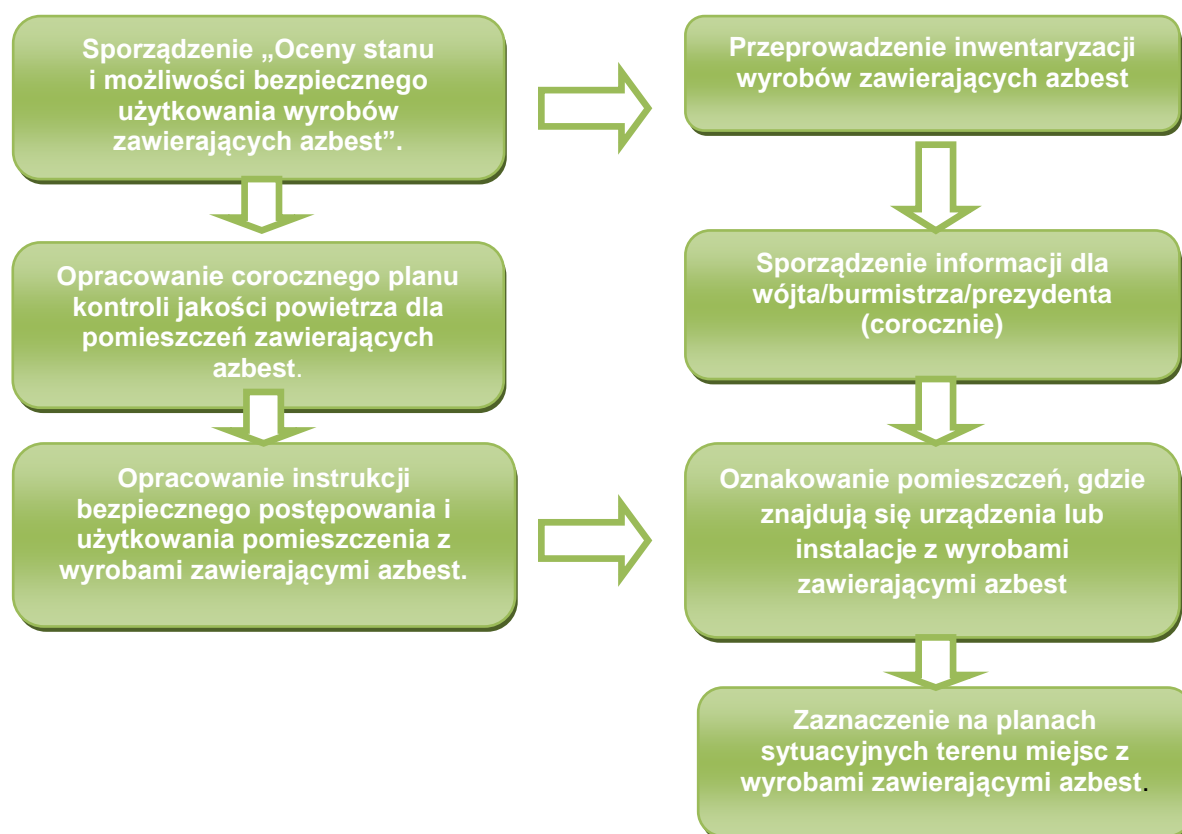 Sporządzenie „Oceny stanu
i możliwości bezpiecznego
użytkowania wyrobów
zawierających azbest”.
Przeprowadzenie inwentaryzacji
wyrobów zawierających azbest
Opracowanie corocznego planu
kontroli jakości powietrza dla
pomieszczeń zawierających
azbest.
Sporządzenie informacji dla
wójta/burmistrza/prezydenta
(corocznie)
Opracowanie instrukcji
bezpiecznego postępowania i
użytkowania pomieszczenia z
wyrobami zawierającymi azbest.
Oznakowanie pomieszczeń, gdzie
znajdują się urządzenia lub
instalacje z wyrobami
zawierającymi azbest
Zaznaczenie na planach
sytuacyjnych terenu miejsc z
wyrobami zawierającymi azbest.